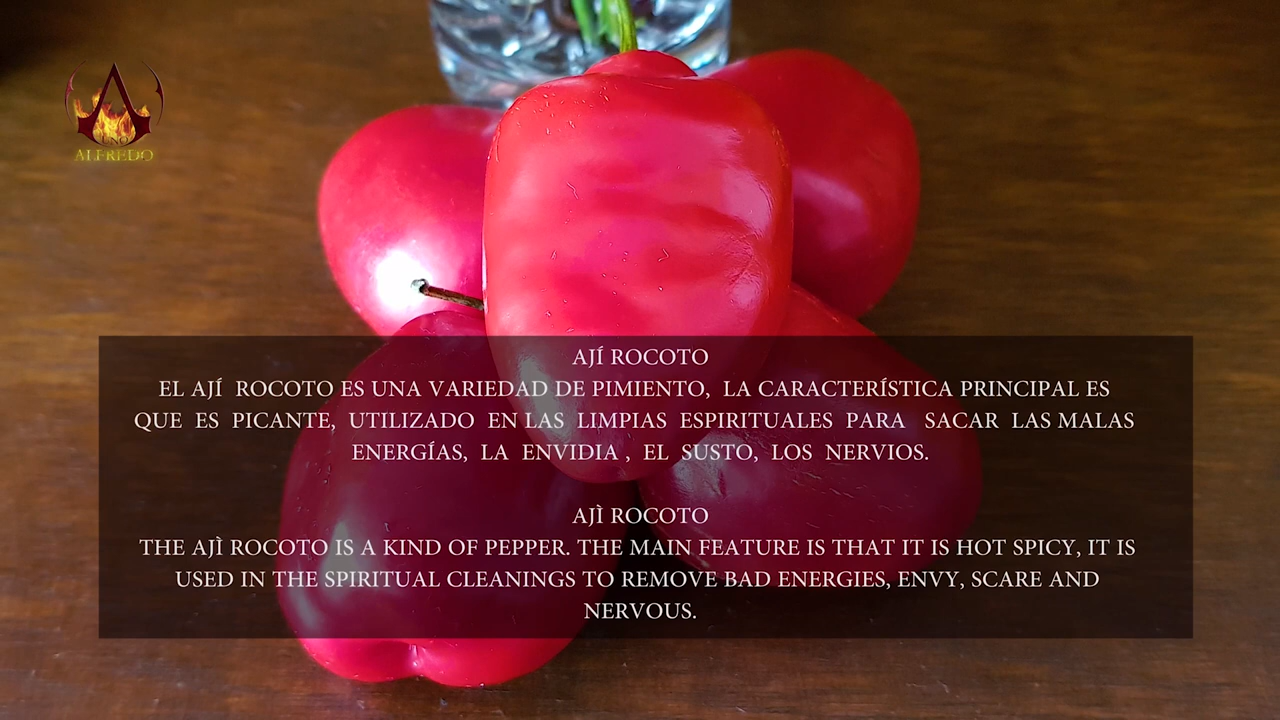 UNO
ALFREDO
AJÍ ROCOTO
EL AJÍ ROCOTO ES UNA VARIEDAD DE PIMIENTO, LA CARACTERÍSTICA PRINCIPAL ES
QUE ES PICANTE, UTILIZADO EN LAS LIMPIAS ESPIRITUALES PARA SACAR LAS MALAS
ENERGÍAS, LA ENVIDIA , EL SUSTO, LOS NERVIOS.
AJÌ ROCOTO
THE AJÌ ROCOTO IS A KIND OF PEPPER. THE MAIN FEATURE IS THAT IT IS HOT SPICY, IT IS
USED IN THE SPIRITUAL CLEANINGS TO REMOVE BAD ENERGIES, ENVY, SCARE AND
NERVOUS.